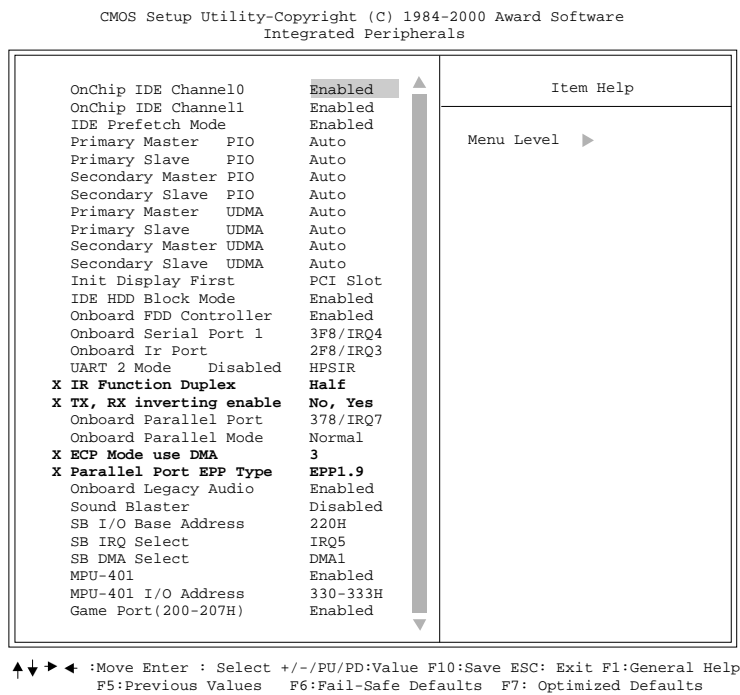 CMOS Setup Utility-Copyright (C) 1984-2000 Award Software
Integrated Peripherals
OnChip IDE Channel0 Enabled
OnChip IDE Channel1 Enabled
IDE Prefetch Mode Enabled
Primary Master PIO Auto
Primary Slave PIO Auto
Secondary Master PIO Auto
Secondary Slave PIO Auto
Primary Master UDMA Auto
Primary Slave UDMA Auto
Secondary Master UDMA Auto
Secondary Slave UDMA Auto
Init Display First PCI Slot
IDE HDD Block Mode Enabled
Onboard FDD Controller Enabled
Onboard Serial Port 1 3F8/IRQ4
Onboard Ir Port 2F8/IRQ3
UART 2 Mode Disabled HPSIR
X IR Function Duplex Half
X TX, RX inverting enable No, Yes
Onboard Parallel Port 378/IRQ7
Onboard Parallel Mode Normal
X ECP Mode use DMA 3
X Parallel Port EPP Type EPP1.9
Onboard Legacy Audio Enabled
Sound Blaster Disabled
SB I/O Base Address 220H
SB IRQ Select IRQ5
SB DMA Select DMA1
MPU-401 Enabled
MPU-401 I/O Address 330-333H
Game Port(200-207H) Enabled
Item Help
Menu Level
:Move Enter : Select +/-/PU/PD:Value F10:Save ESC: Exit F1:General Help
F5:Previous Values F6:Fail-Safe Defaults F7: Optimized Defaults